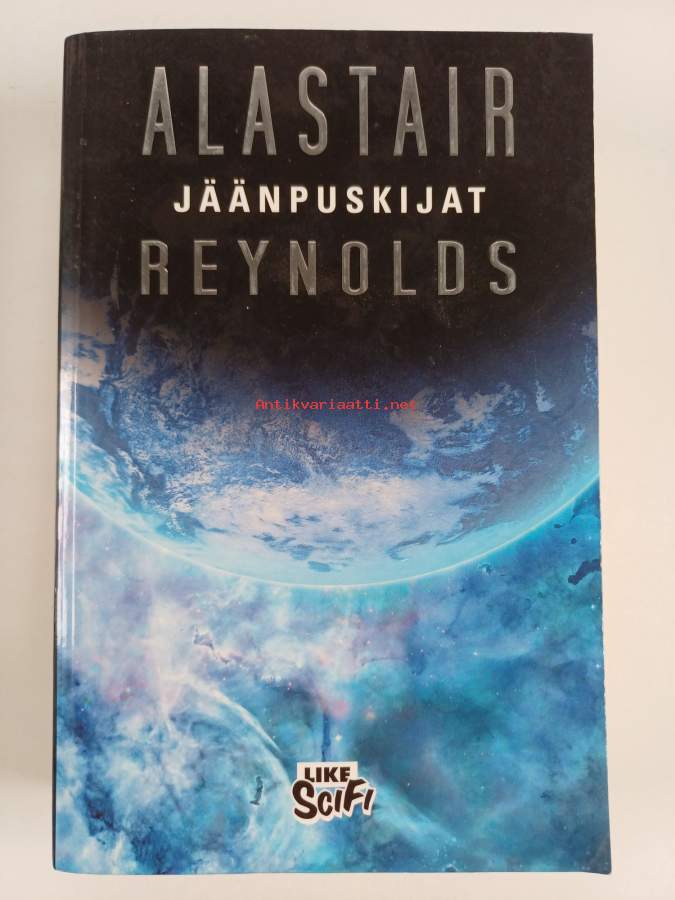 ALASTAIR
JÄÄNPUSKIJAT
REYNOLDS
Antikvariaatti.net
LIKE
SCIFI